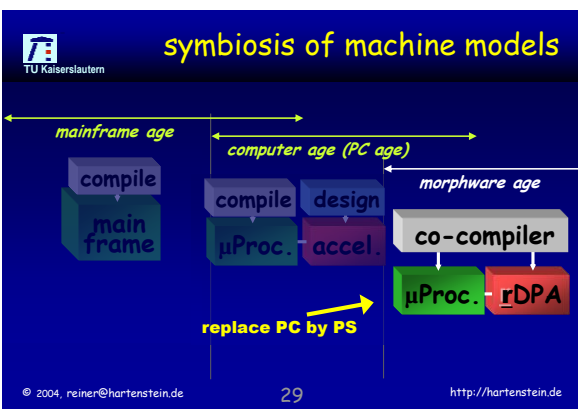 symbiosis of machine models
TU Kaiserslautern
mainframe age
computer age (PC age)
morphware age
compile
main
frame
compile
design
µProc.
accel.
co-compiler
µProc.
rDPA
replace PC by PS
© 2004, reiner@hartenstein.de
29
http://hartenstein.de